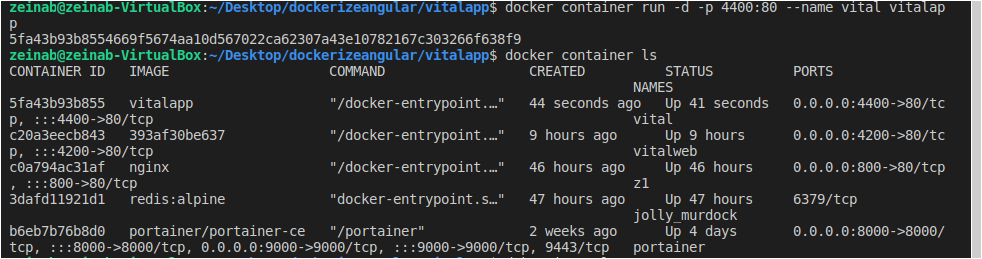 zeinab@zeinab-VirtualBox:~/Desktop/dockerizeangular/vitalapp$ docker container run -d -p 4400:80 --name vital vitalap
p
5fa43b93b8554669f5674aa10d567022ca62307a43e10782167c303266f638f9
zeinab@zeinab-VirtualBox:~/Desktop/dockerizeangular/vitalapp$ docker container ls
CONTAINER ID   IMAGE                    COMMAND                  CREATED          STATUS          PORTS
                                                                              NAMES
5fa43b93b855   vitalapp                 "/docker-entrypoint.…"   44 seconds ago   Up 41 seconds   0.0.0.0:4400->80/tc
p, :::4400->80/tcp                                                            vital
c20a3eecb843   393af30be637             "/docker-entrypoint.…"   9 hours ago      Up 9 hours      0.0.0.0:4200->80/tc
p, :::4200->80/tcp                                                            vitalweb
c0a794ac31af   nginx                    "/docker-entrypoint.…"   46 hours ago     Up 46 hours     0.0.0.0:800->80/tcp
, :::800->80/tcp                                                              z1
3dafd11921d1   redis:alpine             "docker-entrypoint.s…"   47 hours ago     Up 47 hours     6379/tcp
                                                                              jolly_murdock
b6eb7b76b8d0   portainer/portainer-ce   "/portainer"             2 weeks ago      Up 4 days       0.0.0.0:8000->8000/
tcp, :::8000->8000/tcp, 0.0.0.0:9000->9000/tcp, :::9000->9000/tcp, 9443/tcp   portainer